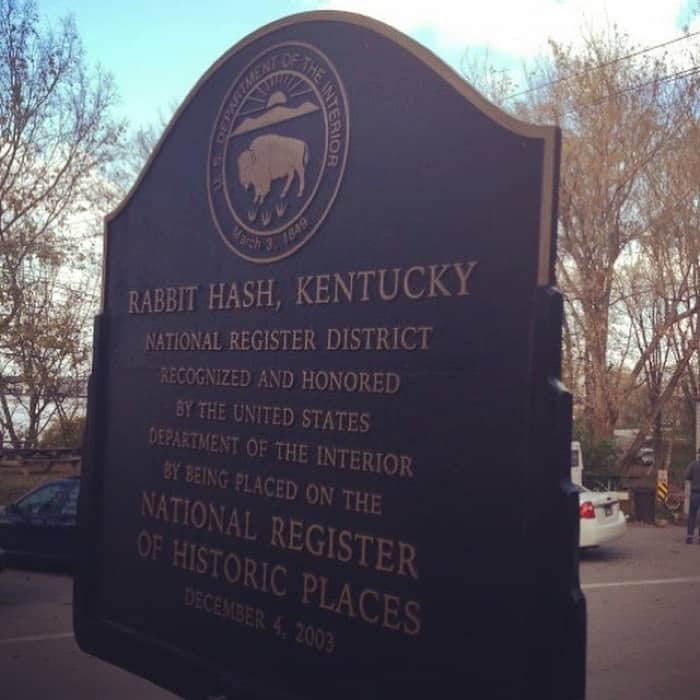 U.S. DEPARTMENT OF THE INTERIOR
March 3, 1849
RABBIT HASH, KENTUCKY
NATIONAL REGISTER DISTRICT
RECOGNIZED AND HONORED
BY THE UNITED STATES
DEPARTMENT OF THE INTERIOR
BY BEING PLACED ON THE
NATIONAL REGISTER
OF HISTORIC PLACES
DECEMBER 4, 2003